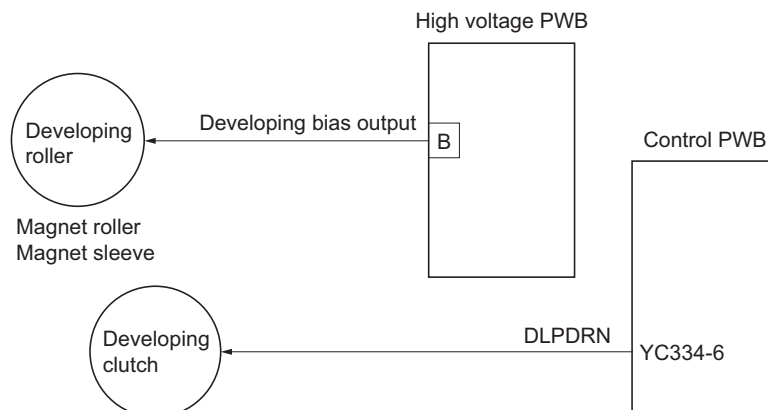 High voltage PWB
Developing
roller
Developing bias output
B
Control PWB
Magnet roller
Magnet sleeve
Developing
clutch
DLPDRN
YC334-6